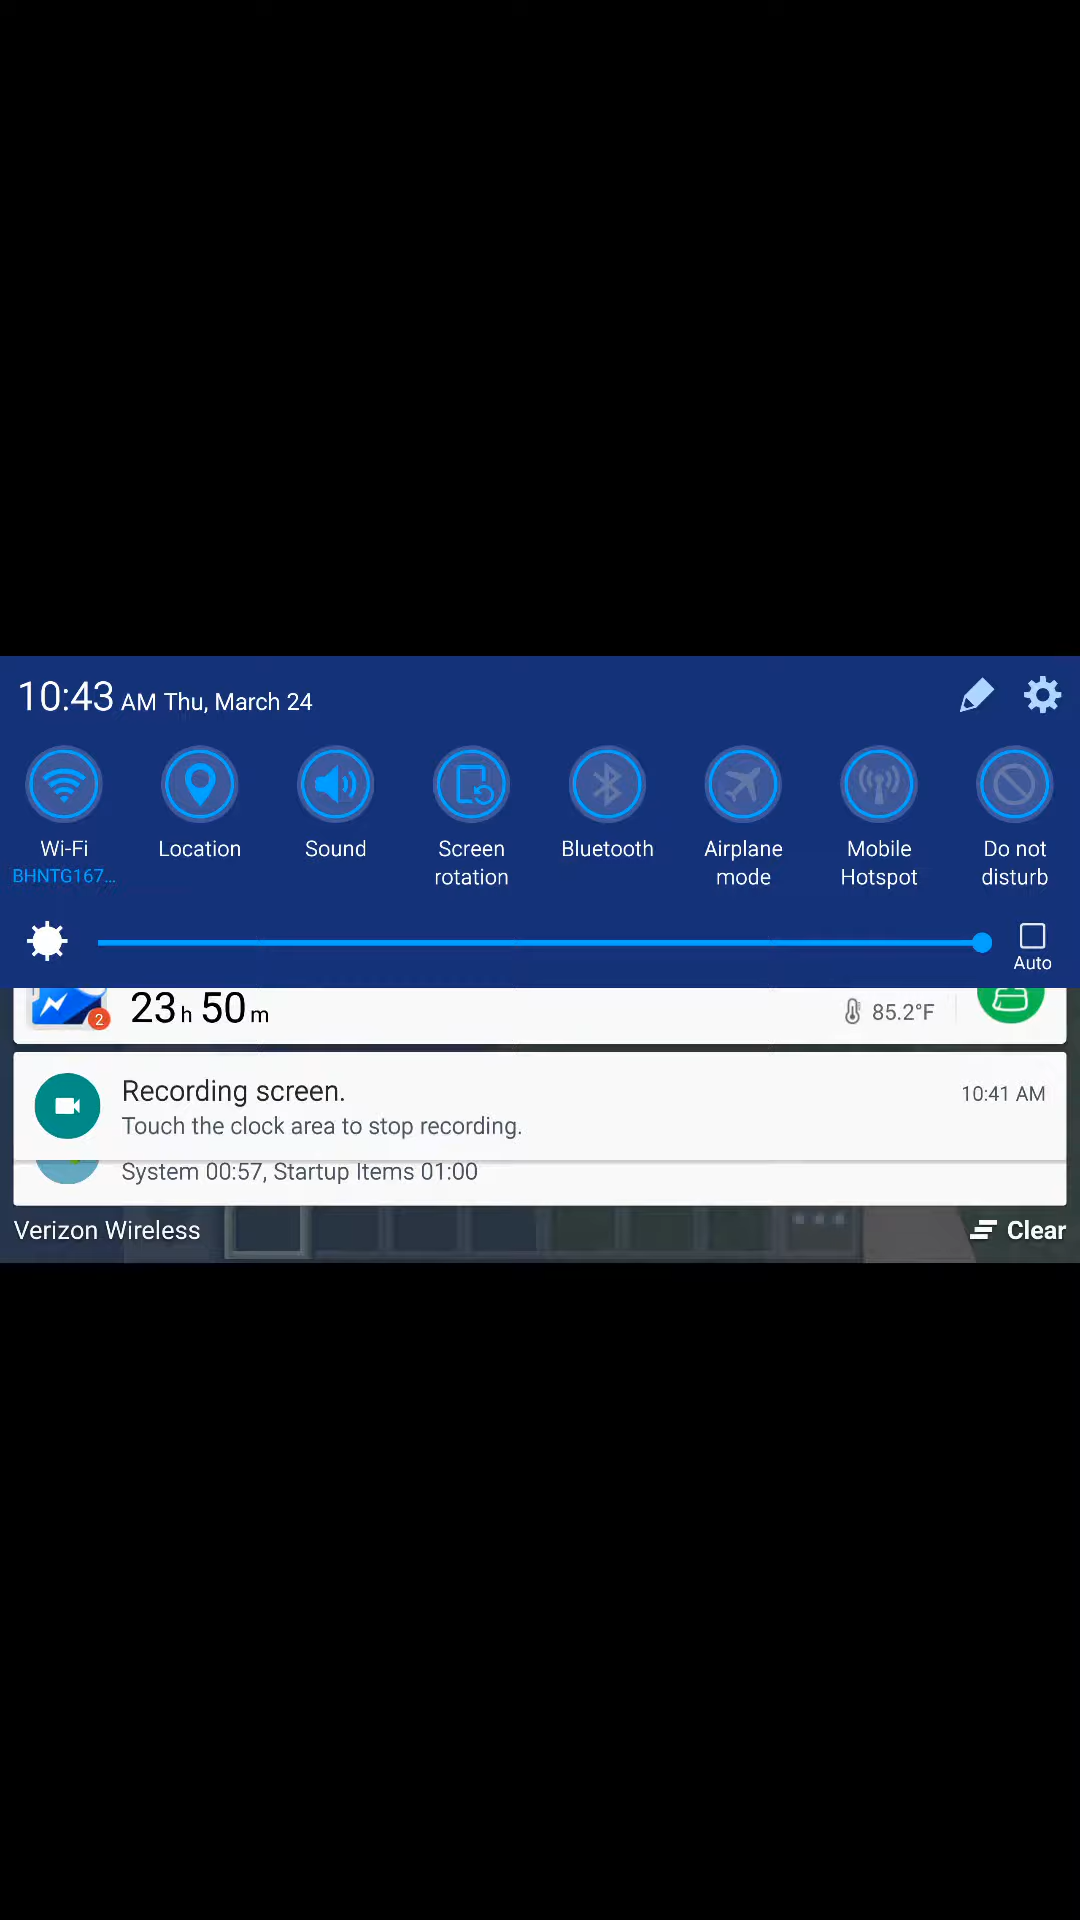 10:43 AM Thu, March 24
Wi-Fi
BHNTG167...
Location
Sound
Screen
rotation
Bluetooth
Airplane
mode
Mobile
Hotspot
Do not
disturb
Auto
2
23 h 50 m
85.2°F
Recording screen.
10:41 AM
Touch the clock area to stop recording.
System 00:57, Startup Items 01:00
Verizon Wireless
Clear